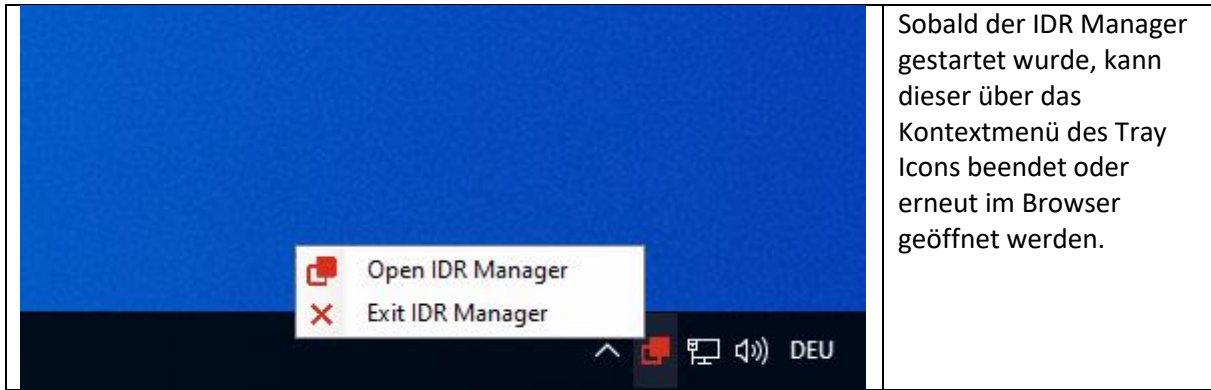 Sobald der IDR Manager
gestartet wurde, kann
dieser über das
Kontextmenü des Tray
Icons beendet oder
erneut im Browser
geöffnet werden.
Open IDR Manager
Exit IDR Manager
DEU